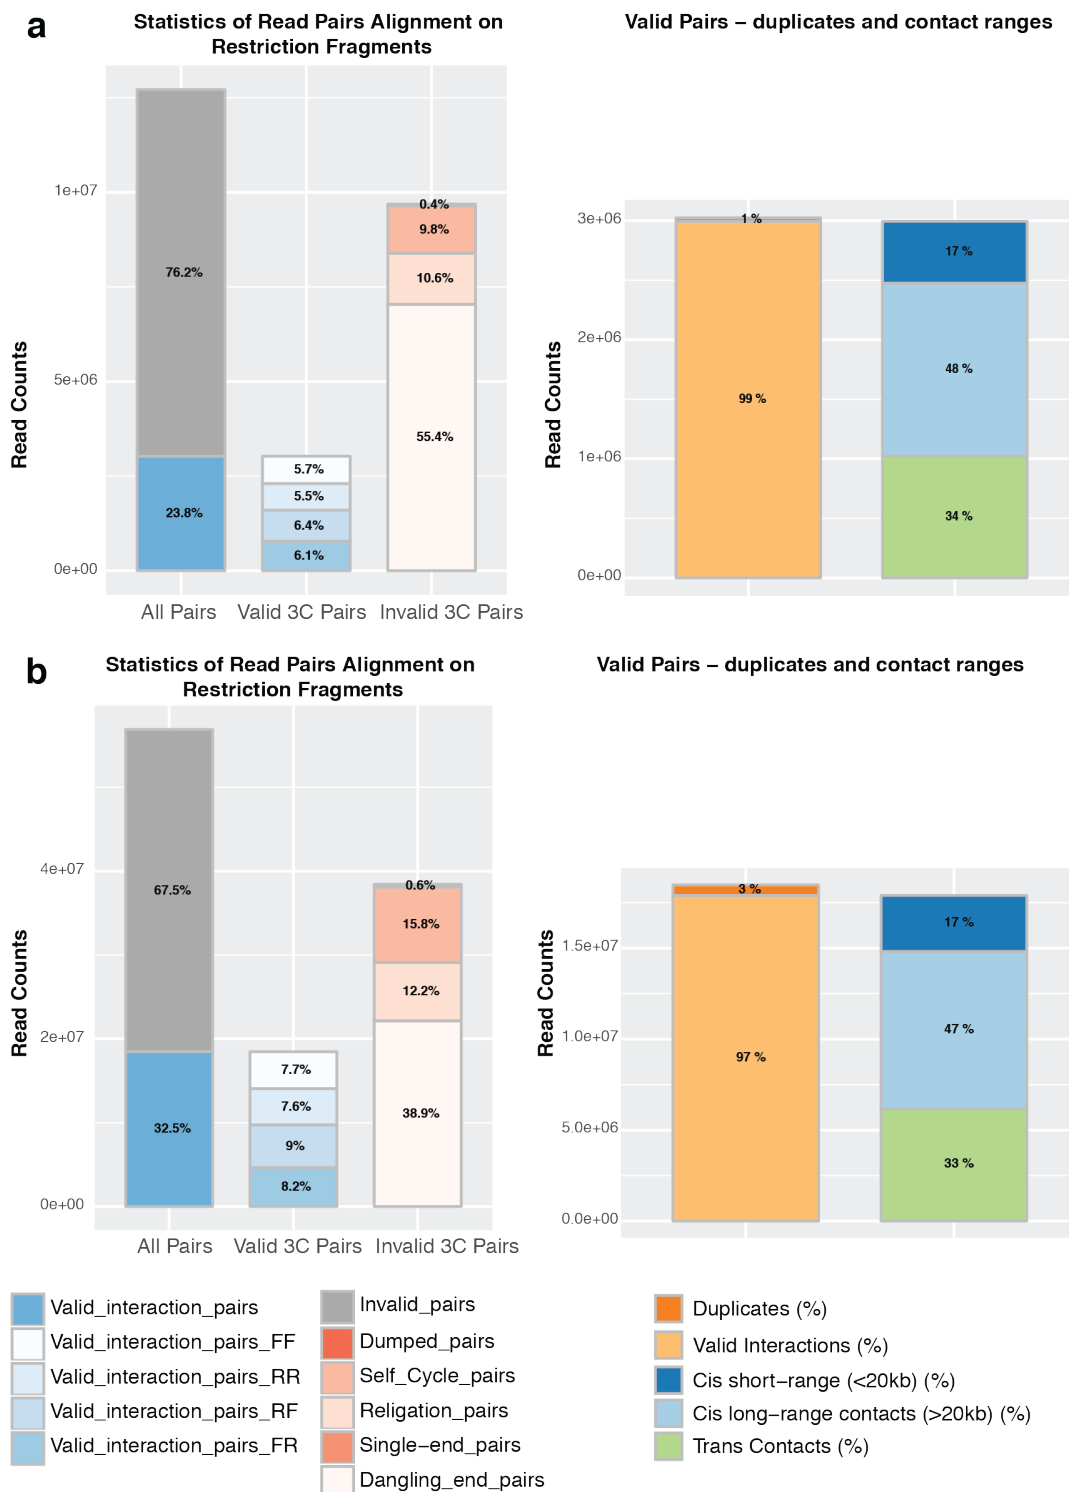 a
Statistics of Read Pairs Alignment on
Restriction Fragments
Read Counts
1e+07
5e+06
0e+00
76.2%
23.8%
5.7%
5.5%
6.4%
6.1%
0.4%
9.8%
10.6%
55.4%
All Pairs
Valid 3C Pairs
Invalid 3C Pairs
Valid Pairs – duplicates and contact ranges
Read Counts
3e+06
2e+06
1e+06
0e+00
1 %
99 %
17 %
48 %
34 %
b
Statistics of Read Pairs Alignment on
Restriction Fragments
Read Counts
4e+07
2e+07
0e+00
67.5%
32.5%
7.7%
7.6%
9%
8.2%
0.6%
15.8%
12.2%
38.9%
All Pairs
Valid 3C Pairs
Invalid 3C Pairs
Valid Pairs – duplicates and contact ranges
Read Counts
1.5e+07
1.0e+07
5.0e+06
0.0e+00
3 %
97 %
17 %
47 %
33 %
Valid_interaction_pairs
Valid_interaction_pairs_FF
Valid_interaction_pairs_RR
Valid_interaction_pairs_RF
Valid_interaction_pairs_FR
Invalid_pairs
Dumped_pairs
Self_Cycle_pairs
Religation_pairs
Single–end_pairs
Dangling_end_pairs
Duplicates (%)
Valid Interactions (%)
Cis short–range (<20kb) (%)
Cis long–range contacts (>20kb) (%)
Trans Contacts (%)